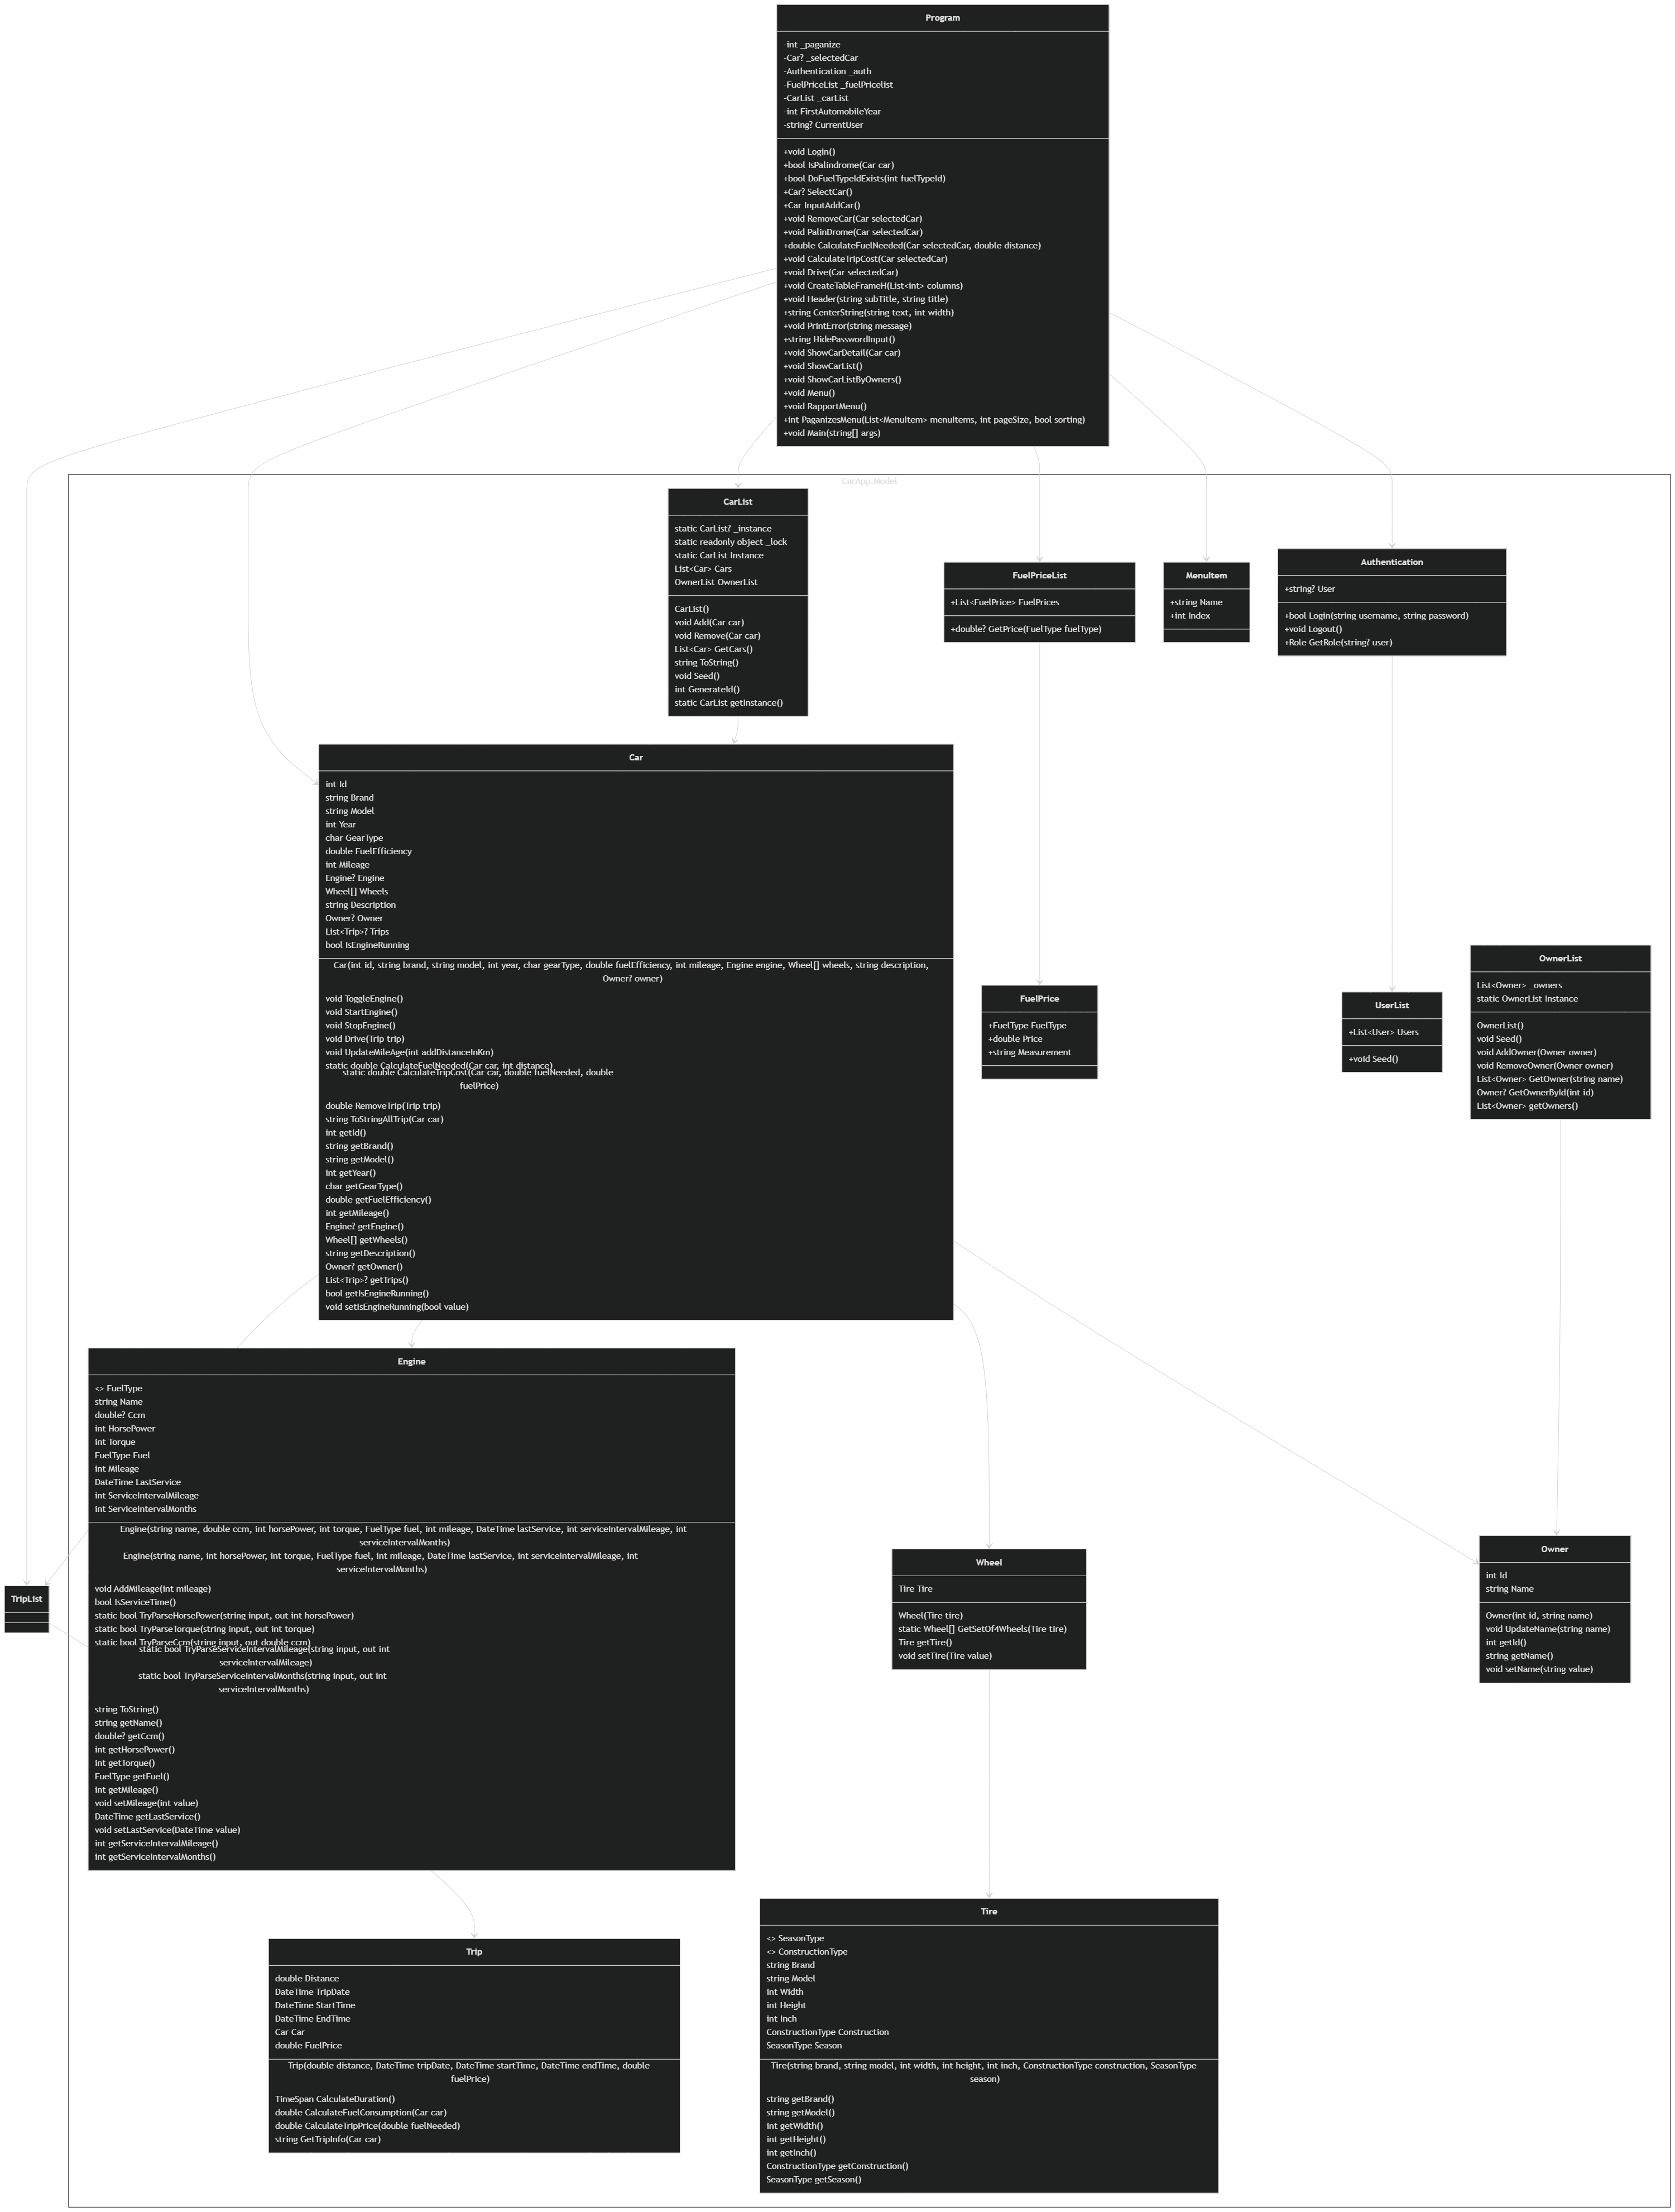 Program
-int _paganize
-Car? _selectedCar
-Authentication _auth
-FuelPriceList _fuelPricelist
-CarList _carList
-int FirstAutomobileYear
-string? CurrentUser
+void Login()
+bool IsPalindrome(Car car)
+bool DoFuelTypeIdExists(int fuelTypeId)
+Car? SelectCar()
+Car InputAddCar()
+void RemoveCar(Car selectedCar)
+void PalinDrome(Car selectedCar)
+double CalculateFuelNeeded(Car selectedCar, double distance)
+void CalculateTripCost(Car selectedCar)
+void Drive(Car selectedCar)
+void CreateTableFrameH(List<int> columns)
+void Header(string subTitle, string title)
+string CenterString(string text, int width)
+void PrintError(string message)
+string HidePasswordInput()
+void ShowCarDetail(Car car)
+void ShowCarList()
+void ShowCarListByOwners()
+void Menu()
+void RapportMenu()
+int PaganizesMenu(List<MenuItem> menuItems, int pageSize, bool sorting)
+void Main(string[] args)
CarApp.Model
CarList
static CarList? _instance
static readonly object _lock
static CarList Instance
List<Car> Cars
OwnerList OwnerList
CarList()
void Add(Car car)
void Remove(Car car)
List<Car> GetCars()
string ToString()
void Seed()
int GenerateId()
static CarList getInstance()
FuelPriceList
+List<FuelPrice> FuelPrices
+double? GetPrice(FuelType fuelType)
MenuItem
+string Name
+int Index
Authentication
+string? User
+bool Login(string username, string password)
+void Logout()
+Role GetRole(string? user)
Car
int Id
string Brand
string Model
int Year
char GearType
double FuelEfficiency
int Mileage
Engine? Engine
Wheel[] Wheels
string Description
Owner? Owner
List<Trip>? Trips
bool IsEngineRunning
Car(int id, string brand, string model, int year, char gearType, double fuelEfficiency, int mileage, Engine engine, Wheel[] wheels, string description,
Owner? owner)
void ToggleEngine()
void StartEngine()
void StopEngine()
void Drive(Trip trip)
void UpdateMileAge(int addDistanceInKm)
static double CalculateFuelNeeded(Car car, int distance)
static double CalculateTripCost(Car car, double fuelNeeded, double
fuelPrice)
double RemoveTrip(Trip trip)
string ToStringAllTrip(Car car)
int getId()
string getBrand()
string getModel()
int getYear()
char getGearType()
double getFuelEfficiency()
int getMileage()
Engine? getEngine()
Wheel[] getWheels()
string getDescription()
Owner? getOwner()
List<Trip>? getTrips()
bool getIsEngineRunning()
void setIsEngineRunning(bool value)
FuelPrice
+FuelType FuelType
+double Price
+string Measurement
UserList
+List<User> Users
+void Seed()
OwnerList
List<Owner> _owners
static OwnerList Instance
OwnerList()
void Seed()
void AddOwner(Owner owner)
void RemoveOwner(Owner owner)
List<Owner> GetOwner(string name)
Owner? GetOwnerById(int id)
List<Owner> getOwners()
Engine
<> FuelType
string Name
double? Ccm
int HorsePower
int Torque
FuelType Fuel
int Mileage
DateTime LastService
int ServiceIntervalMileage
int ServiceIntervalMonths
Engine(string name, double ccm, int horsePower, int torque, FuelType fuel, int mileage, DateTime lastService, int serviceIntervalMileage, int
serviceIntervalMonths)
Engine(string name, int horsePower, int torque, FuelType fuel, int mileage, DateTime lastService, int serviceIntervalMileage, int
serviceIntervalMonths)
void AddMileage(int mileage)
bool IsServiceTime()
static bool TryParseHorsePower(string input, out int horsePower)
static bool TryParseTorque(string input, out int torque)
static bool TryParseCcm(string input, out double ccm)
static bool TryParseServiceIntervalMileage(string input, out int
serviceIntervalMileage)
static bool TryParseServiceIntervalMonths(string input, out int
serviceIntervalMonths)
string ToString()
string getName()
double? getCcm()
int getHorsePower()
int getTorque()
FuelType getFuel()
int getMileage()
void setMileage(int value)
DateTime getLastService()
void setLastService(DateTime value)
int getServiceIntervalMileage()
int getServiceIntervalMonths()
TripList
Wheel
Tire Tire
Wheel(Tire tire)
static Wheel[] GetSetOf4Wheels(Tire tire)
Tire getTire()
void setTire(Tire value)
Owner
int Id
string Name
Owner(int id, string name)
void UpdateName(string name)
int getId()
string getName()
void setName(string value)
Trip
double Distance
DateTime TripDate
DateTime StartTime
DateTime EndTime
Car Car
double FuelPrice
Trip(double distance, DateTime tripDate, DateTime startTime, DateTime endTime, double
fuelPrice)
TimeSpan CalculateDuration()
double CalculateFuelConsumption(Car car)
double CalculateTripPrice(double fuelNeeded)
string GetTripInfo(Car car)
Tire
<> SeasonType
<> ConstructionType
string Brand
string Model
int Width
int Height
int Inch
ConstructionType Construction
SeasonType Season
Tire(string brand, string model, int width, int height, int inch, ConstructionType construction, SeasonType
season)
string getBrand()
string getModel()
int getWidth()
int getHeight()
int getInch()
ConstructionType getConstruction()
SeasonType getSeason()